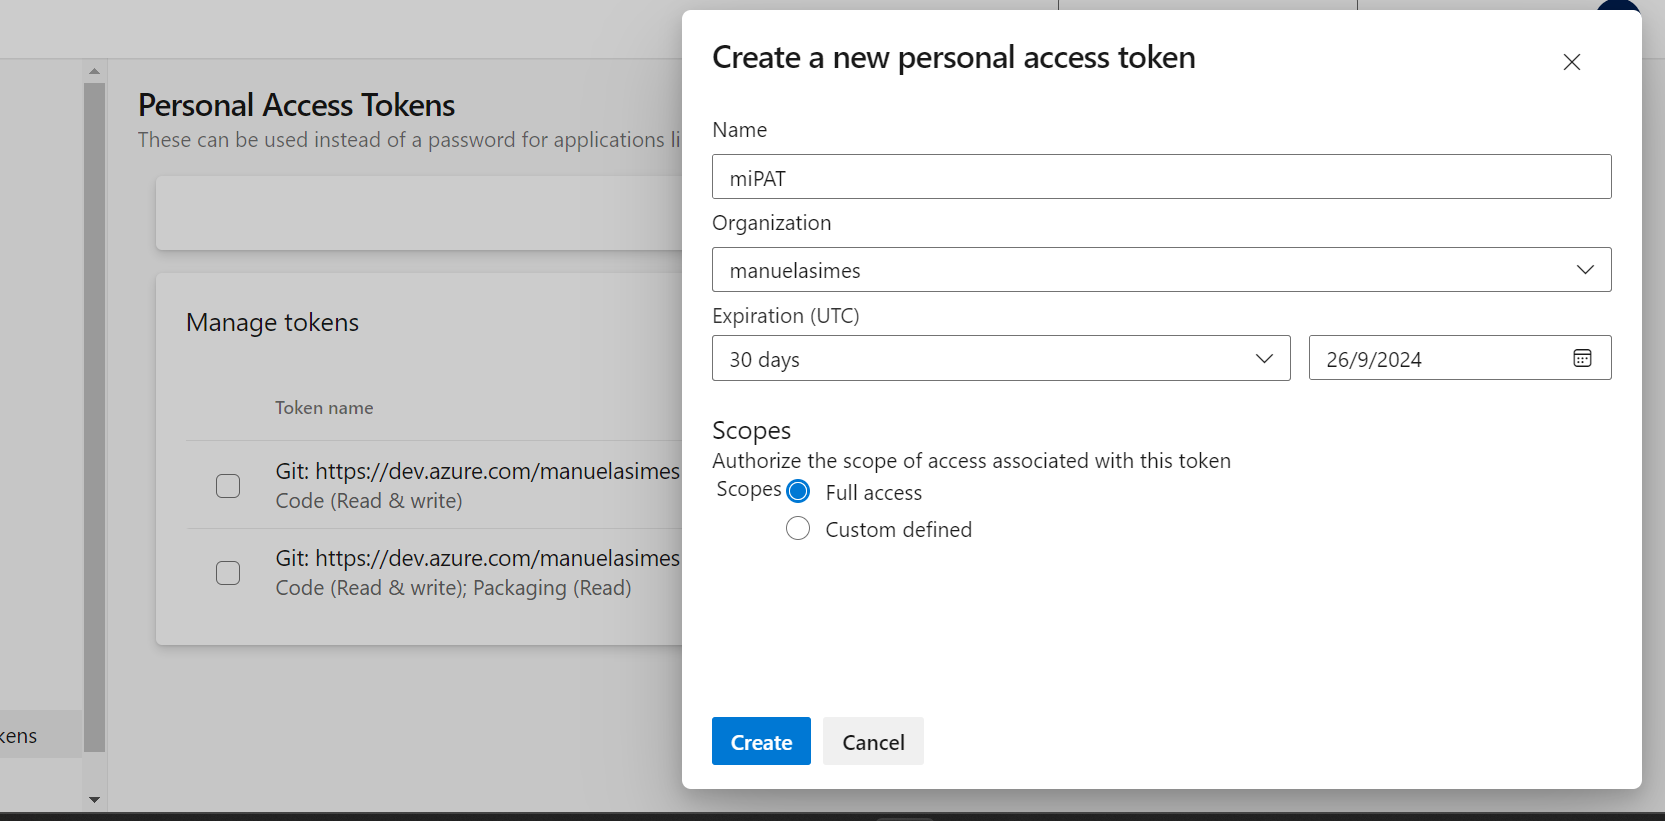 Personal Access Tokens
These can be used instead of a password for applications li
Manage tokens
Token name
Git: https://dev.azure.com/manuelasimes
Code (Read & write)
Git: https://dev.azure.com/manuelasimes
Code (Read & write); Packaging (Read)
kens
Create a new personal access token
Name
miPAT
Organization
manuelasimes
Expiration (UTC)
30 days
26/9/2024
Scopes
Authorize the scope of access associated with this token
Scopes
Full access
Custom defined
Create
Cancel